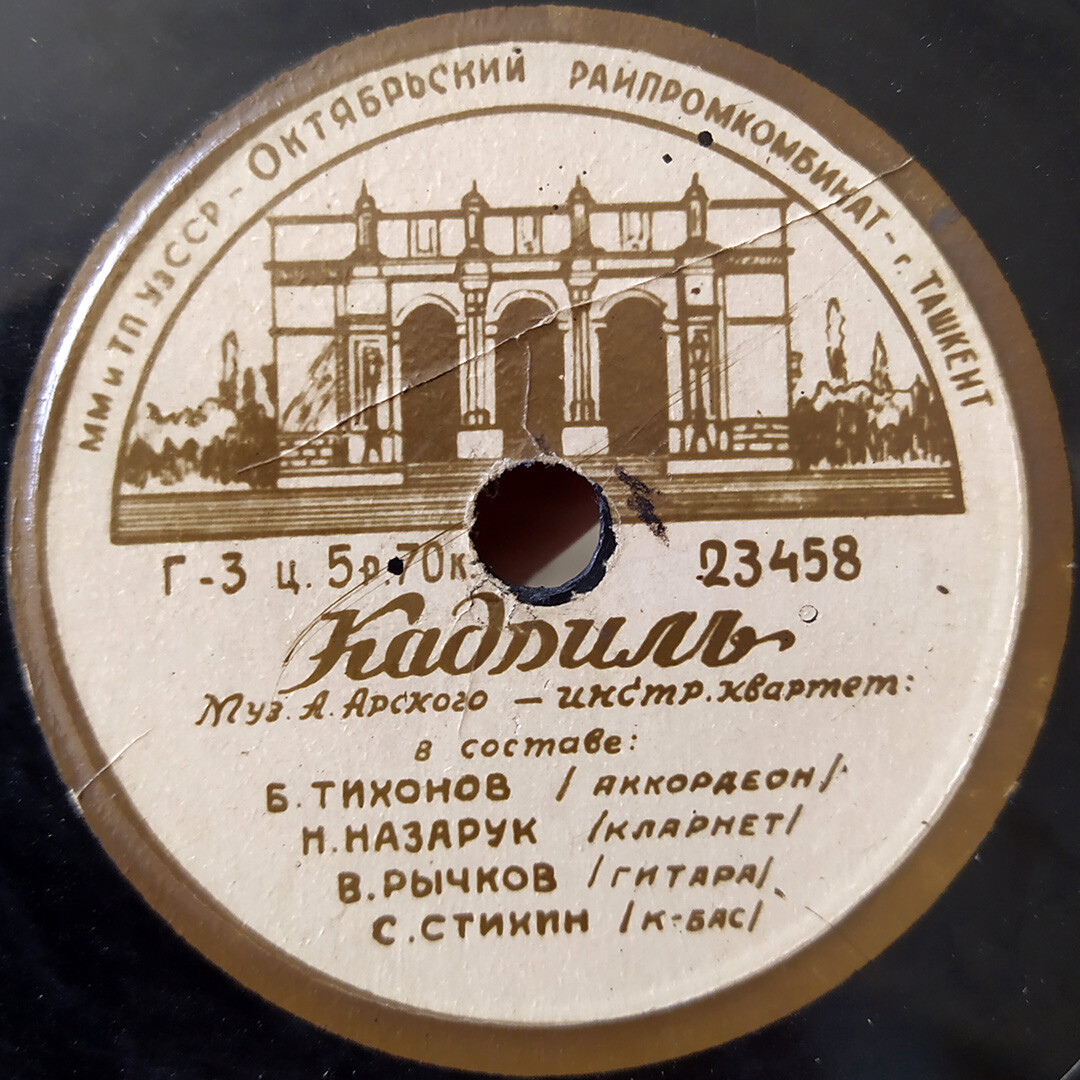 ММ и ТП УзССР - ОКТЯБРЬСКИЙ РАЙПРОМКОМБИНАТ - г. ТАШКЕНТ
Г-3 ц. 5р.70к. 23458
Кадриль
Муз. А. Арского — инстр. квартет:
в составе:
Б. ТИХОНОВ /АККОРДЕОН/
Н. НАЗАРУК /КЛАРНЕТ/
В. РЫЧКОВ /ГИТАРА/
С. СТИХИН /К-БАС/